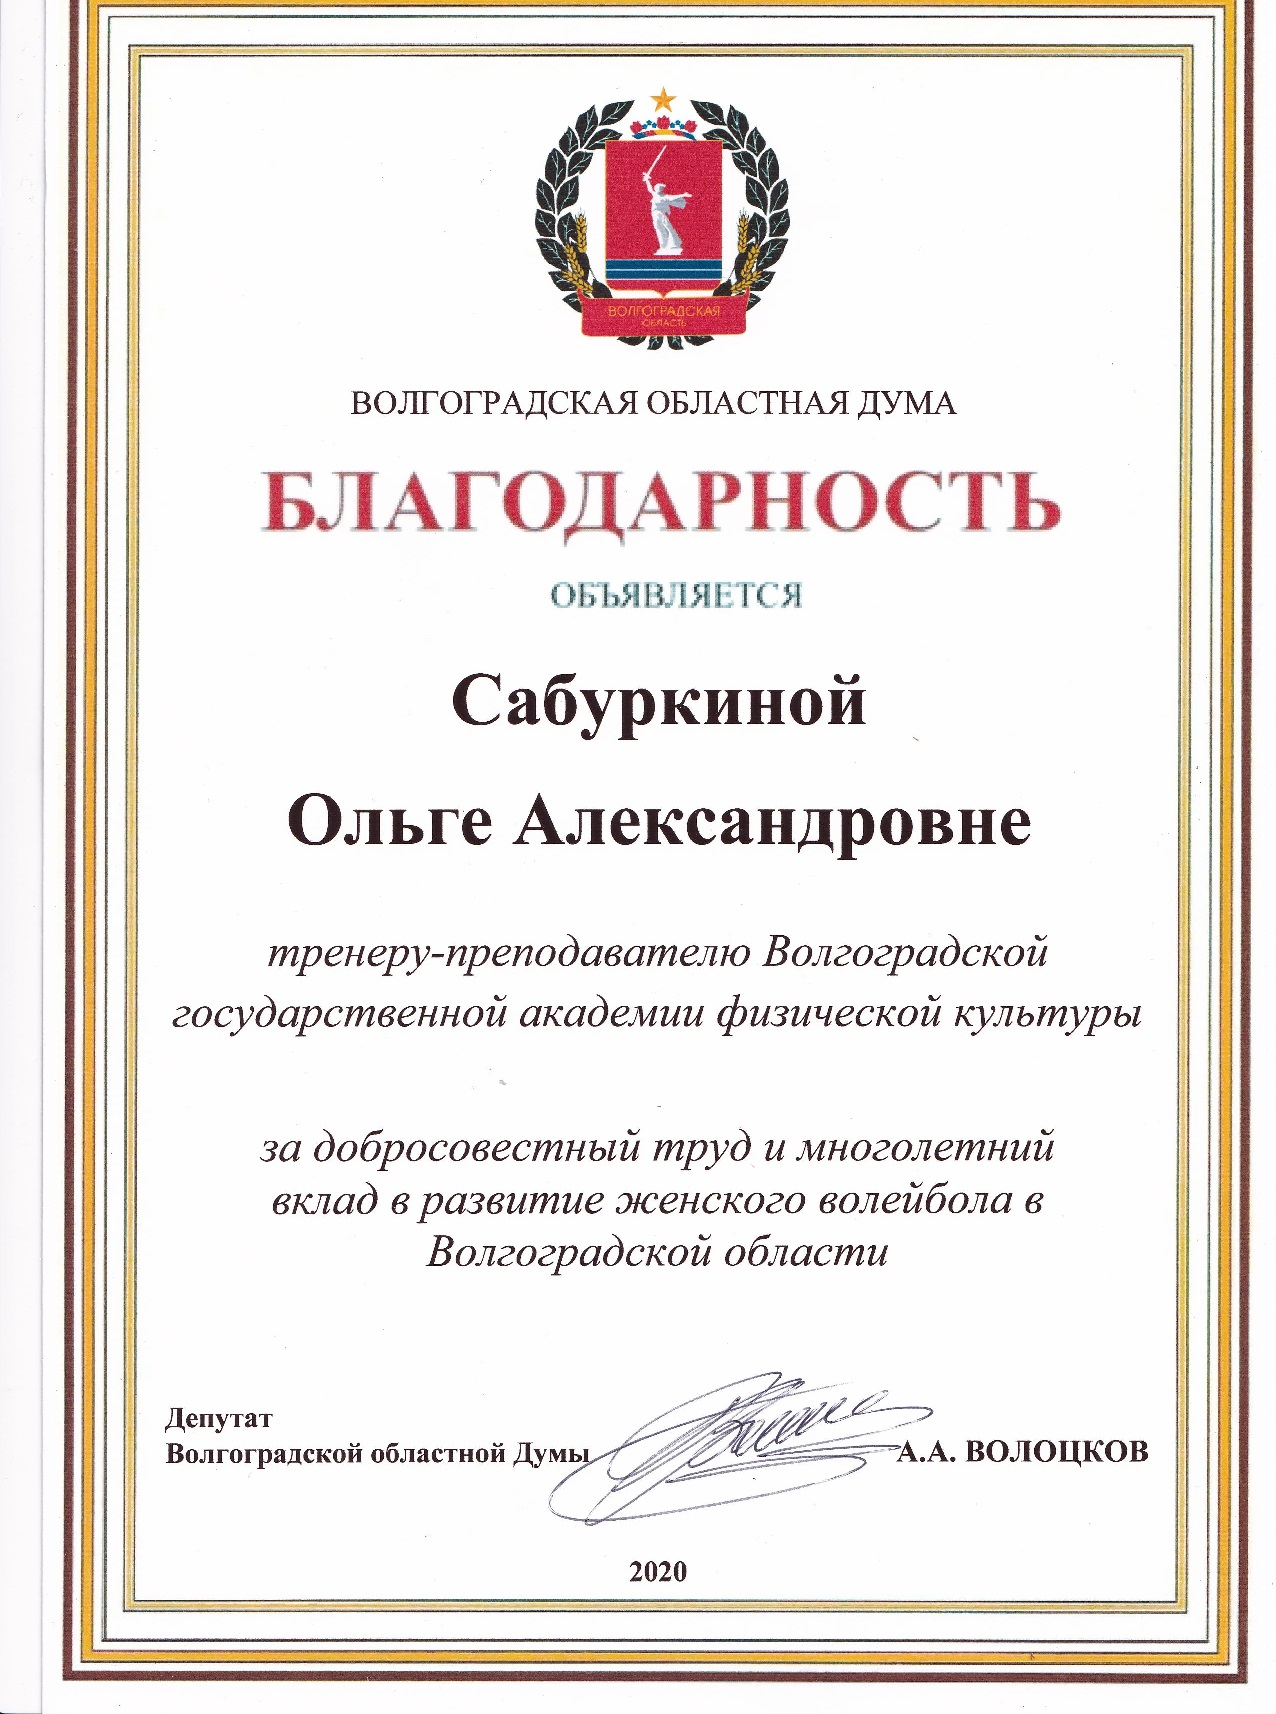 ВОЛГОГРАДСКАЯ
ОБЛАСТЬ
ВОЛГОГРАДСКАЯ ОБЛАСТНАЯ ДУМА
БЛАГОДАРНОСТЬ
ОБЪЯВЛЯЕТСЯ
Сабуркиной
Ольге Александровне
тренеру-преподавателю Волгоградской
государственной академии физической культуры
за добросовестный труд и многолетний
вклад в развитие женского волейбола в
Волгоградской области
Депутат
Волгоградской областной Думы А.А. ВОЛОЦКОВ
2020